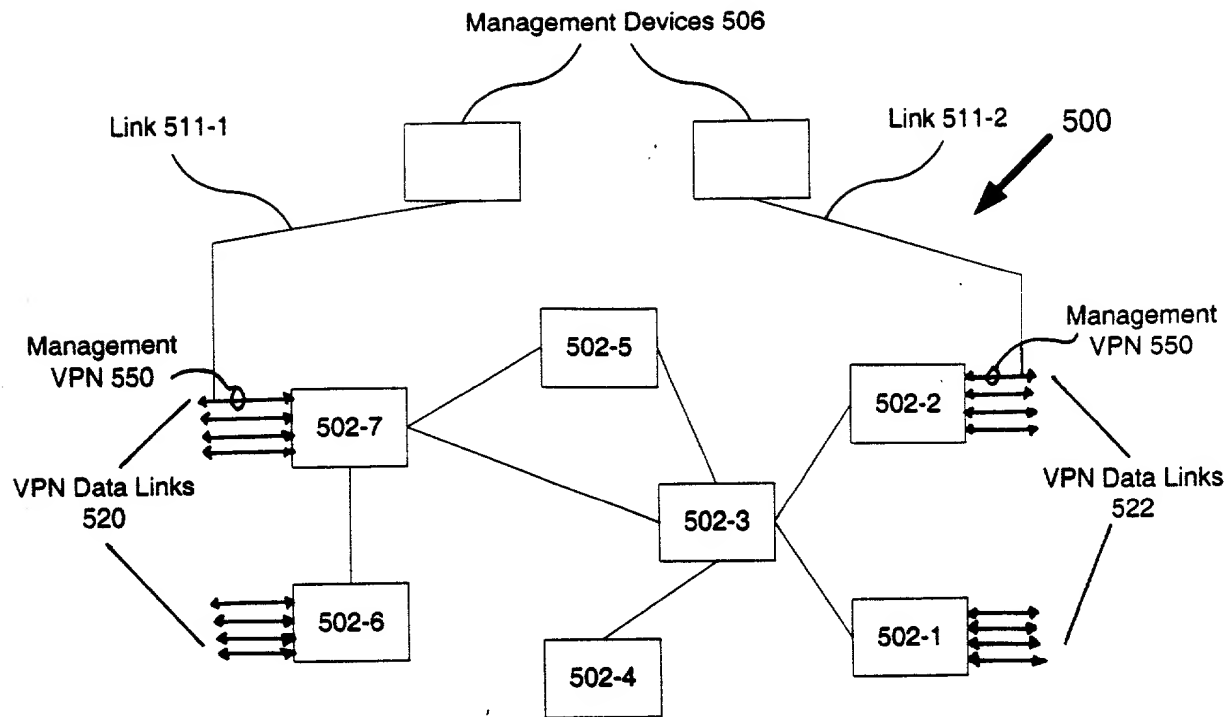 Management Devices 506
Link 511-1
Link 511-2
500
Management
VPN 550
502-5
Management
VPN 550
502-7
502-2
VPN Data Links
520
502-3
VPN Data Links
522
502-6
502-4
502-1